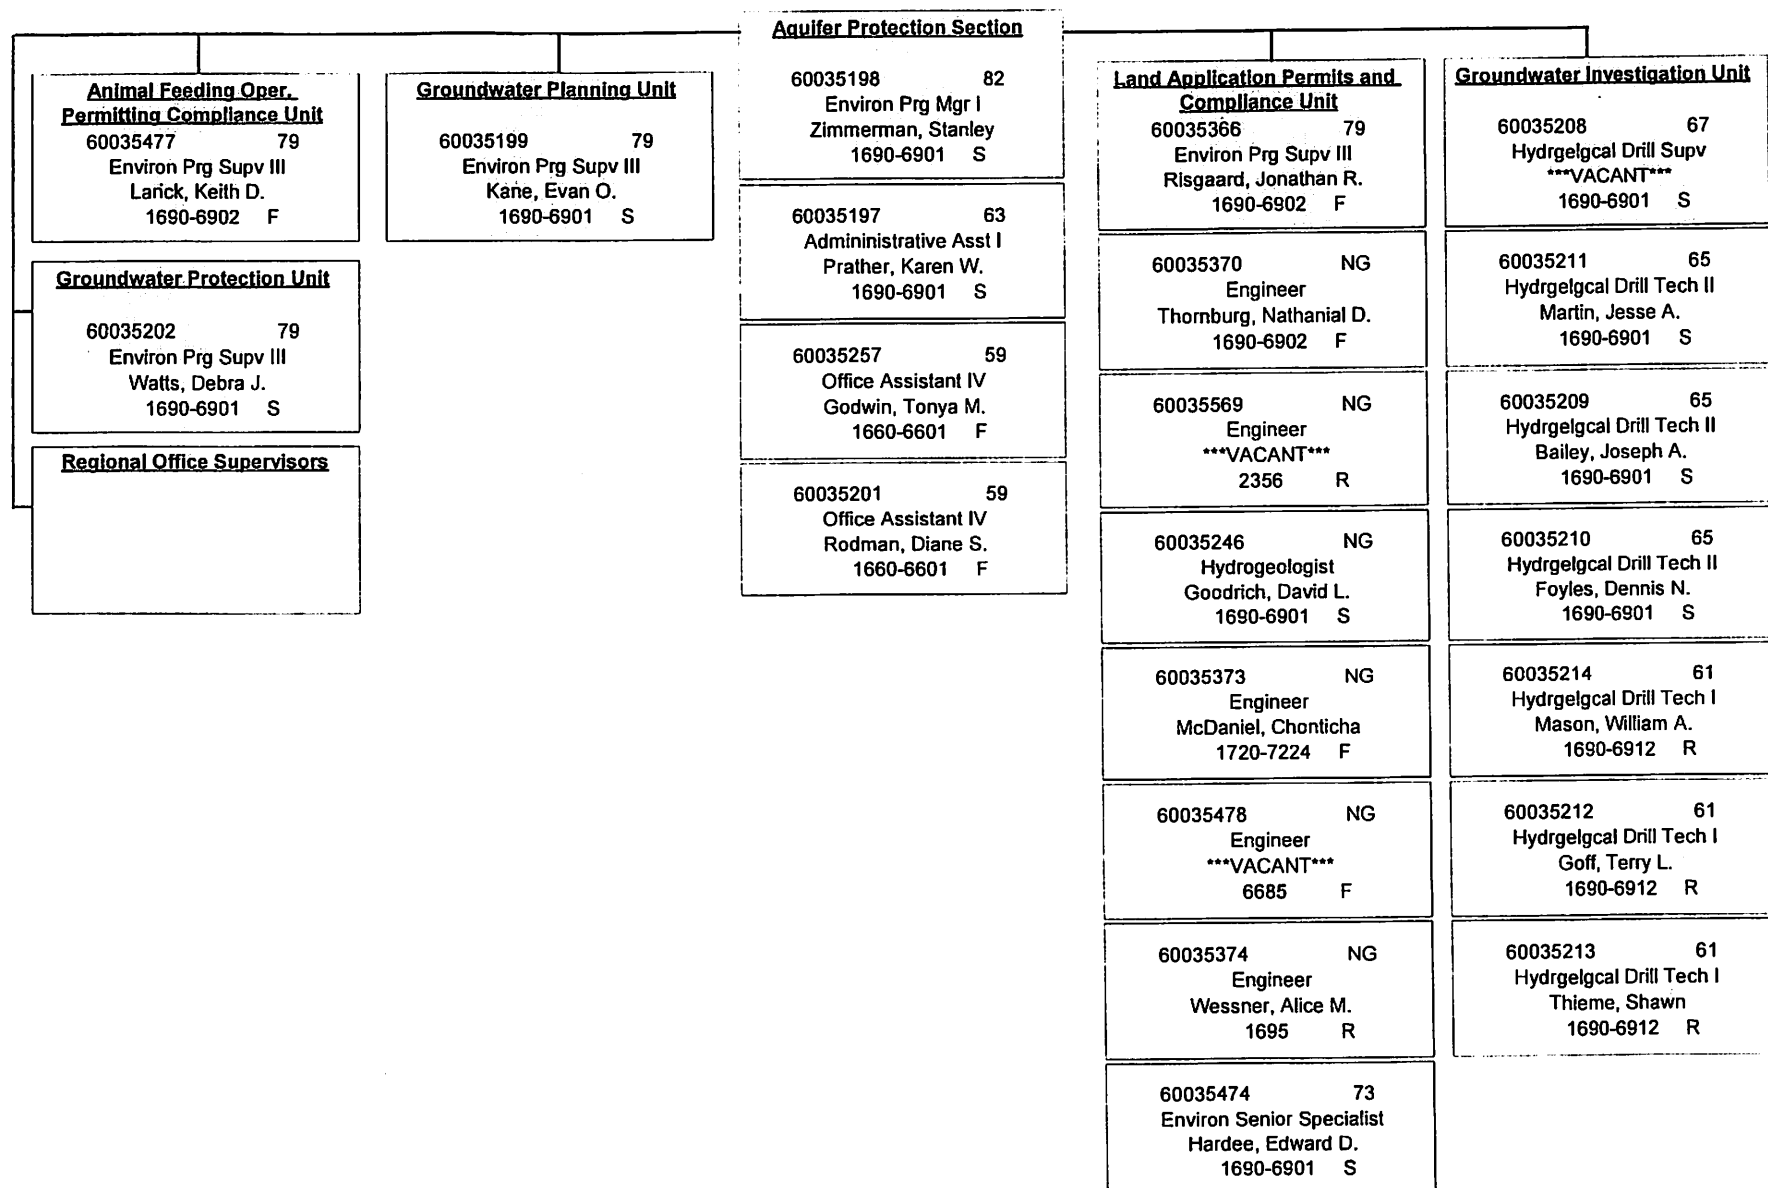 Aquifer Protection Section
60035198 82
Environ Prg Mgr I
Zimmerman, Stanley
1690-6901 S
60035197 63
Admininistrative Asst I
Prather, Karen W.
1690-6901 S
60035257 59
Office Assistant IV
Godwin, Tonya M.
1660-6601 F
60035201 59
Office Assistant IV
Rodman, Diane S.
1660-6601 F
Animal Feeding Oper.
Permitting Compliance Unit
60035477 79
Environ Prg Supv III
Larick, Keith D.
1690-6902 F
Groundwater Protection Unit
60035202 79
Environ Prg Supv III
Watts, Debra J.
1690-6901 S
Regional Office Supervisors
Groundwater Planning Unit
60035199 79
Environ Prg Supv III
Kane, Evan O.
1690-6901 S
Land Application Permits and
Compliance Unit
60035366 79
Environ Prg Supv III
Risgaard, Jonathan R.
1690-6902 F
60035370 NG
Engineer
Thornburg, Nathanial D.
1690-6902 F
60035569 NG
Engineer
***VACANT***
2356 R
60035246 NG
Hydrogeologist
Goodrich, David L.
1690-6901 S
60035373 NG
Engineer
McDaniel, Chonticha
1720-7224 F
60035478 NG
Engineer
***VACANT***
6685 F
60035374 NG
Engineer
Wessner, Alice M.
1695 R
60035474 73
Environ Senior Specialist
Hardee, Edward D.
1690-6901 S
Groundwater Investigation Unit
60035208 67
Hydrgelgcal Drill Supv
***VACANT***
1690-6901 S
60035211 65
Hydrgelgcal Drill Tech II
Martin, Jesse A.
1690-6901 S
60035209 65
Hydrgelgcal Drill Tech II
Bailey, Joseph A.
1690-6901 S
60035210 65
Hydrgelgcal Drill Tech II
Foyles, Dennis N.
1690-6901 S
60035214 61
Hydrgelgcal Drill Tech I
Mason, William A.
1690-6912 R
60035212 61
Hydrgelgcal Drill Tech I
Goff, Terry L.
1690-6912 R
60035213 61
Hydrgelgcal Drill Tech I
Thieme, Shawn
1690-6912 R